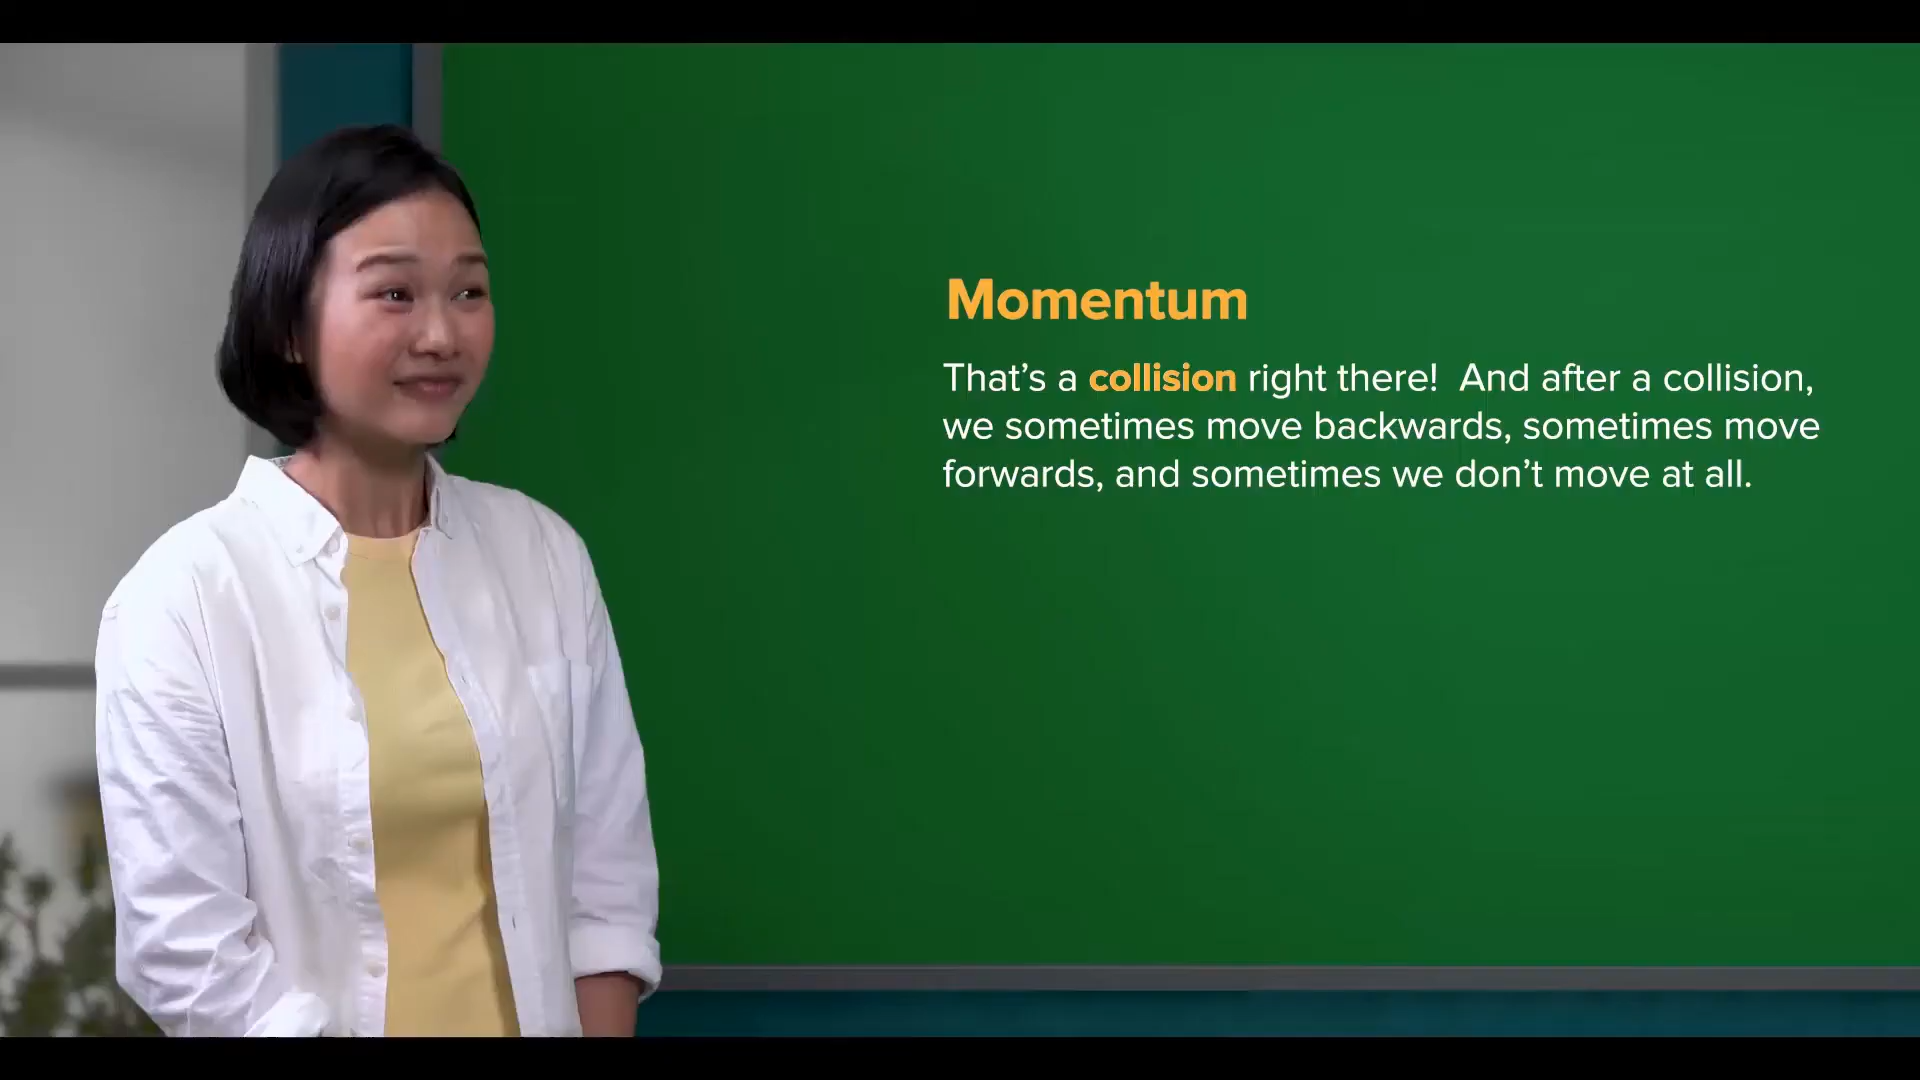 Momentum
That’s a collision right there!  And after a collision,
we sometimes move backwards, sometimes move
forwards, and sometimes we don’t move at all.